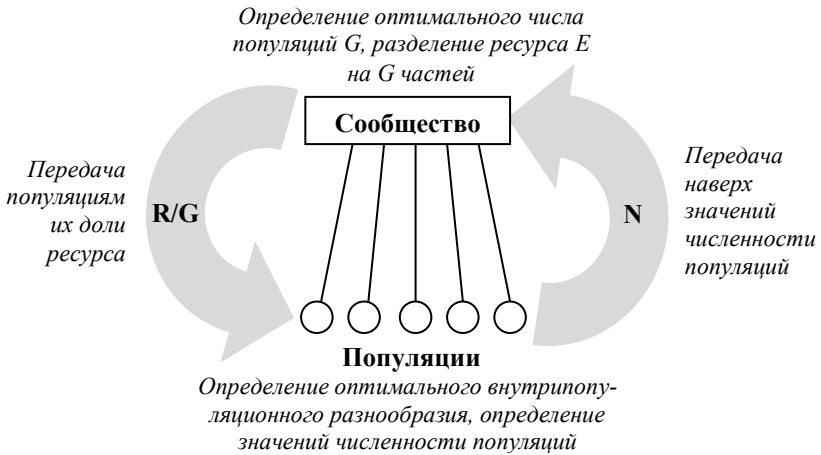 Определение оптимального числа
популяций G, разделение ресурса E
на G частей
Сообщество
Передача
популяциям
их доли
ресурса
R/G
N
Передача
наверх
значений
численности
популяций
Популяции
Определение оптимального внутрипопу-
ляционного разнообразия, определение
значений численности популяций